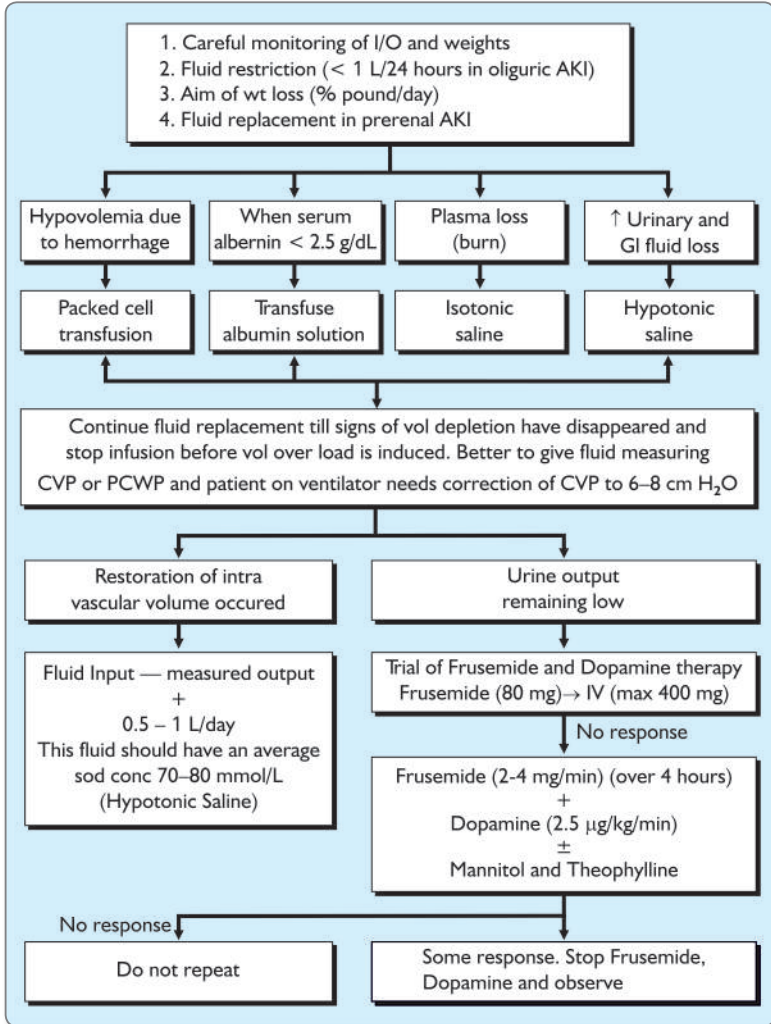 1. Careful monitoring of I/O and weights
2. Fluid restriction (< 1 L/24 hours in oliguric AKI)
3. Aim of wt loss (% pound/day)
4. Fluid replacement in prerenal AKI
Hypovolemia due
to hemorrhage
When serum
albernin < 2.5 g/dL
Plasma loss
(burn)
↑ Urinary and
GI fluid loss
Packed cell
transfusion
Transfuse
albumin solution
Isotonic
saline
Hypotonic
saline
Continue fluid replacement till signs of vol depletion have disappeared and
stop infusion before vol over load is induced. Better to give fluid measuring
CVP or PCWP and patient on ventilator needs correction of CVP to 6–8 cm H₂O
Restoration of intra
vascular volume occured
Urine output
remaining low
Fluid Input — measured output
+
0.5 – 1 L/day
This fluid should have an average
sod conc 70–80 mmol/L
(Hypotonic Saline)
Trial of Frusemide and Dopamine therapy
Frusemide (80 mg)→ IV (max 400 mg)
No response
Frusemide (2-4 mg/min) (over 4 hours)
+
Dopamine (2.5 μg/kg/min)
±
Mannitol and Theophylline
No response
Do not repeat
Some response. Stop Frusemide,
Dopamine and observe